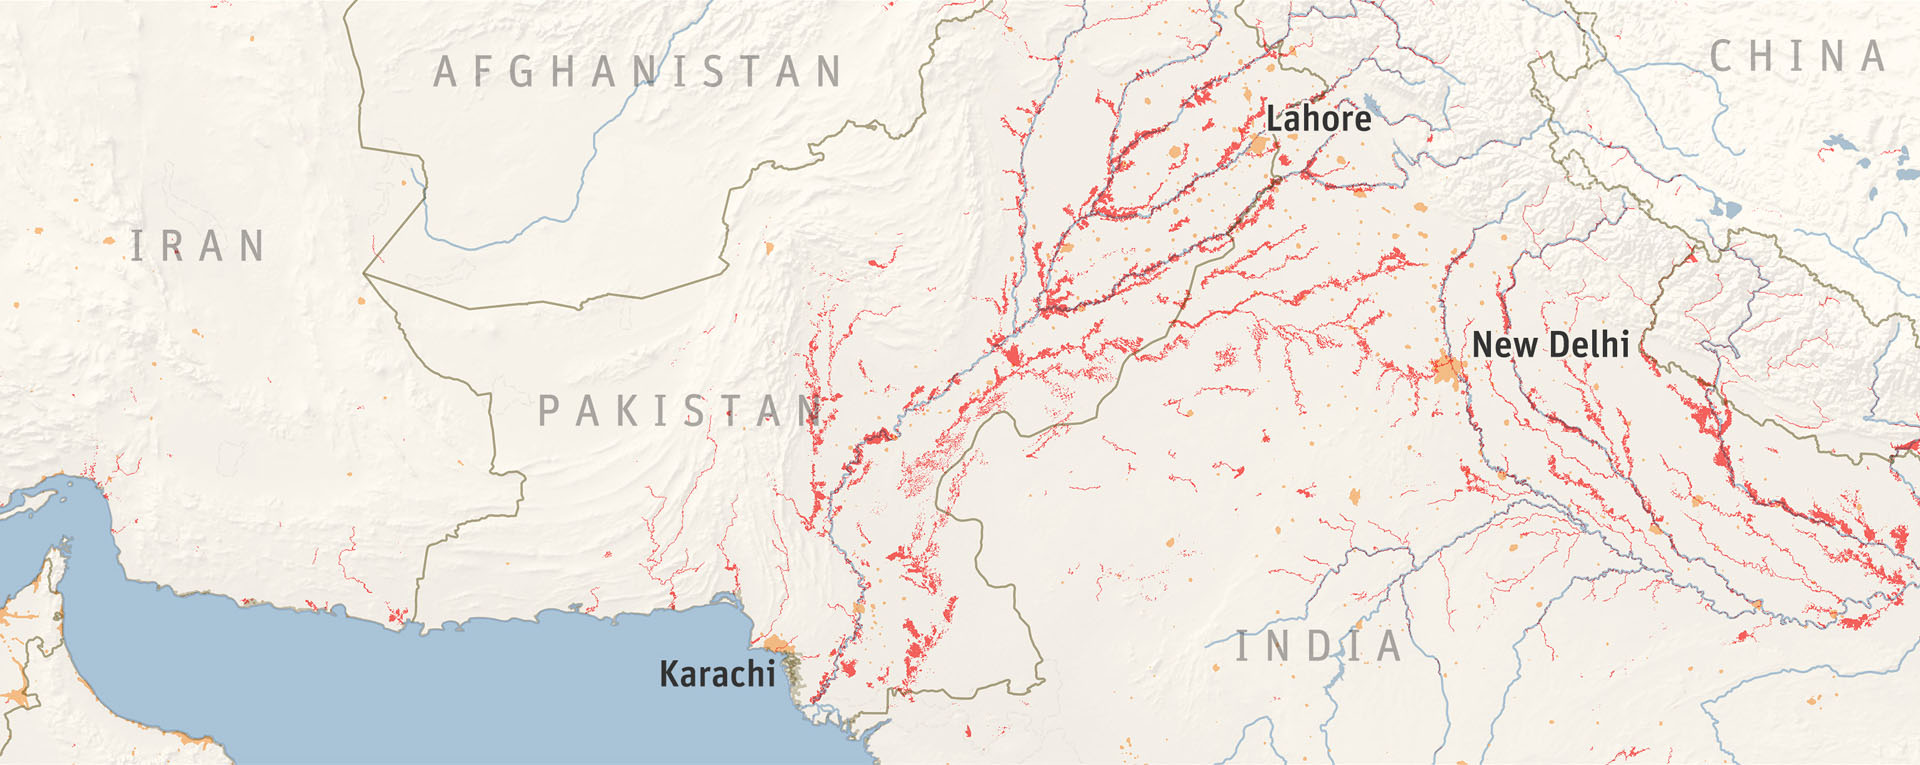 AFGHANISTAN
CHINA
Lahore
IRAN
New Delhi
PAKISTAN
INDIA
Karachi